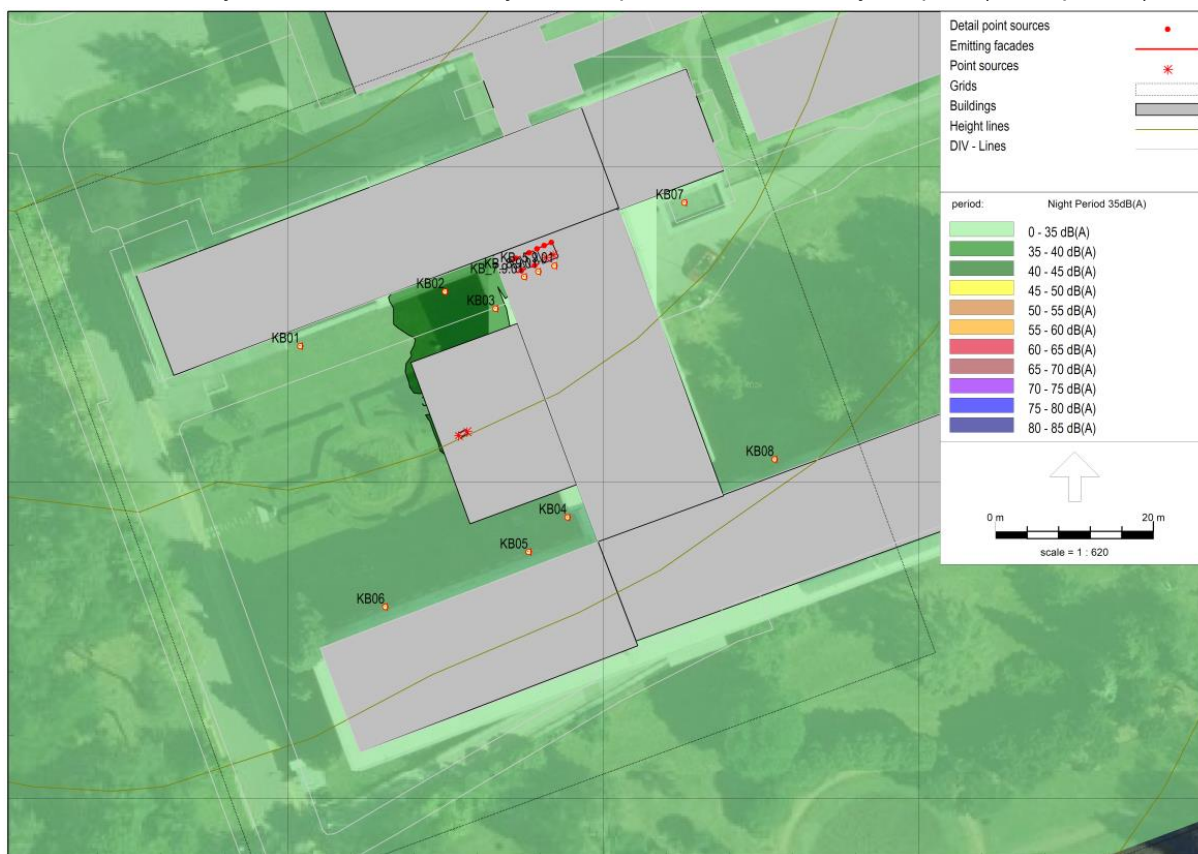 Detail point sources
Emitting facades
Point sources
Grids
Buildings
Height lines
DIV - Lines
period: Night Period 35dB(A)
0 - 35 dB(A)
35 - 40 dB(A)
40 - 45 dB(A)
45 - 50 dB(A)
50 - 55 dB(A)
55 - 60 dB(A)
60 - 65 dB(A)
65 - 70 dB(A)
70 - 75 dB(A)
75 - 80 dB(A)
80 - 85 dB(A)
0 m 20 m
scale = 1 : 620
KB07
KB02
KB03
KB01
KB08
KB04
KB05
KB06